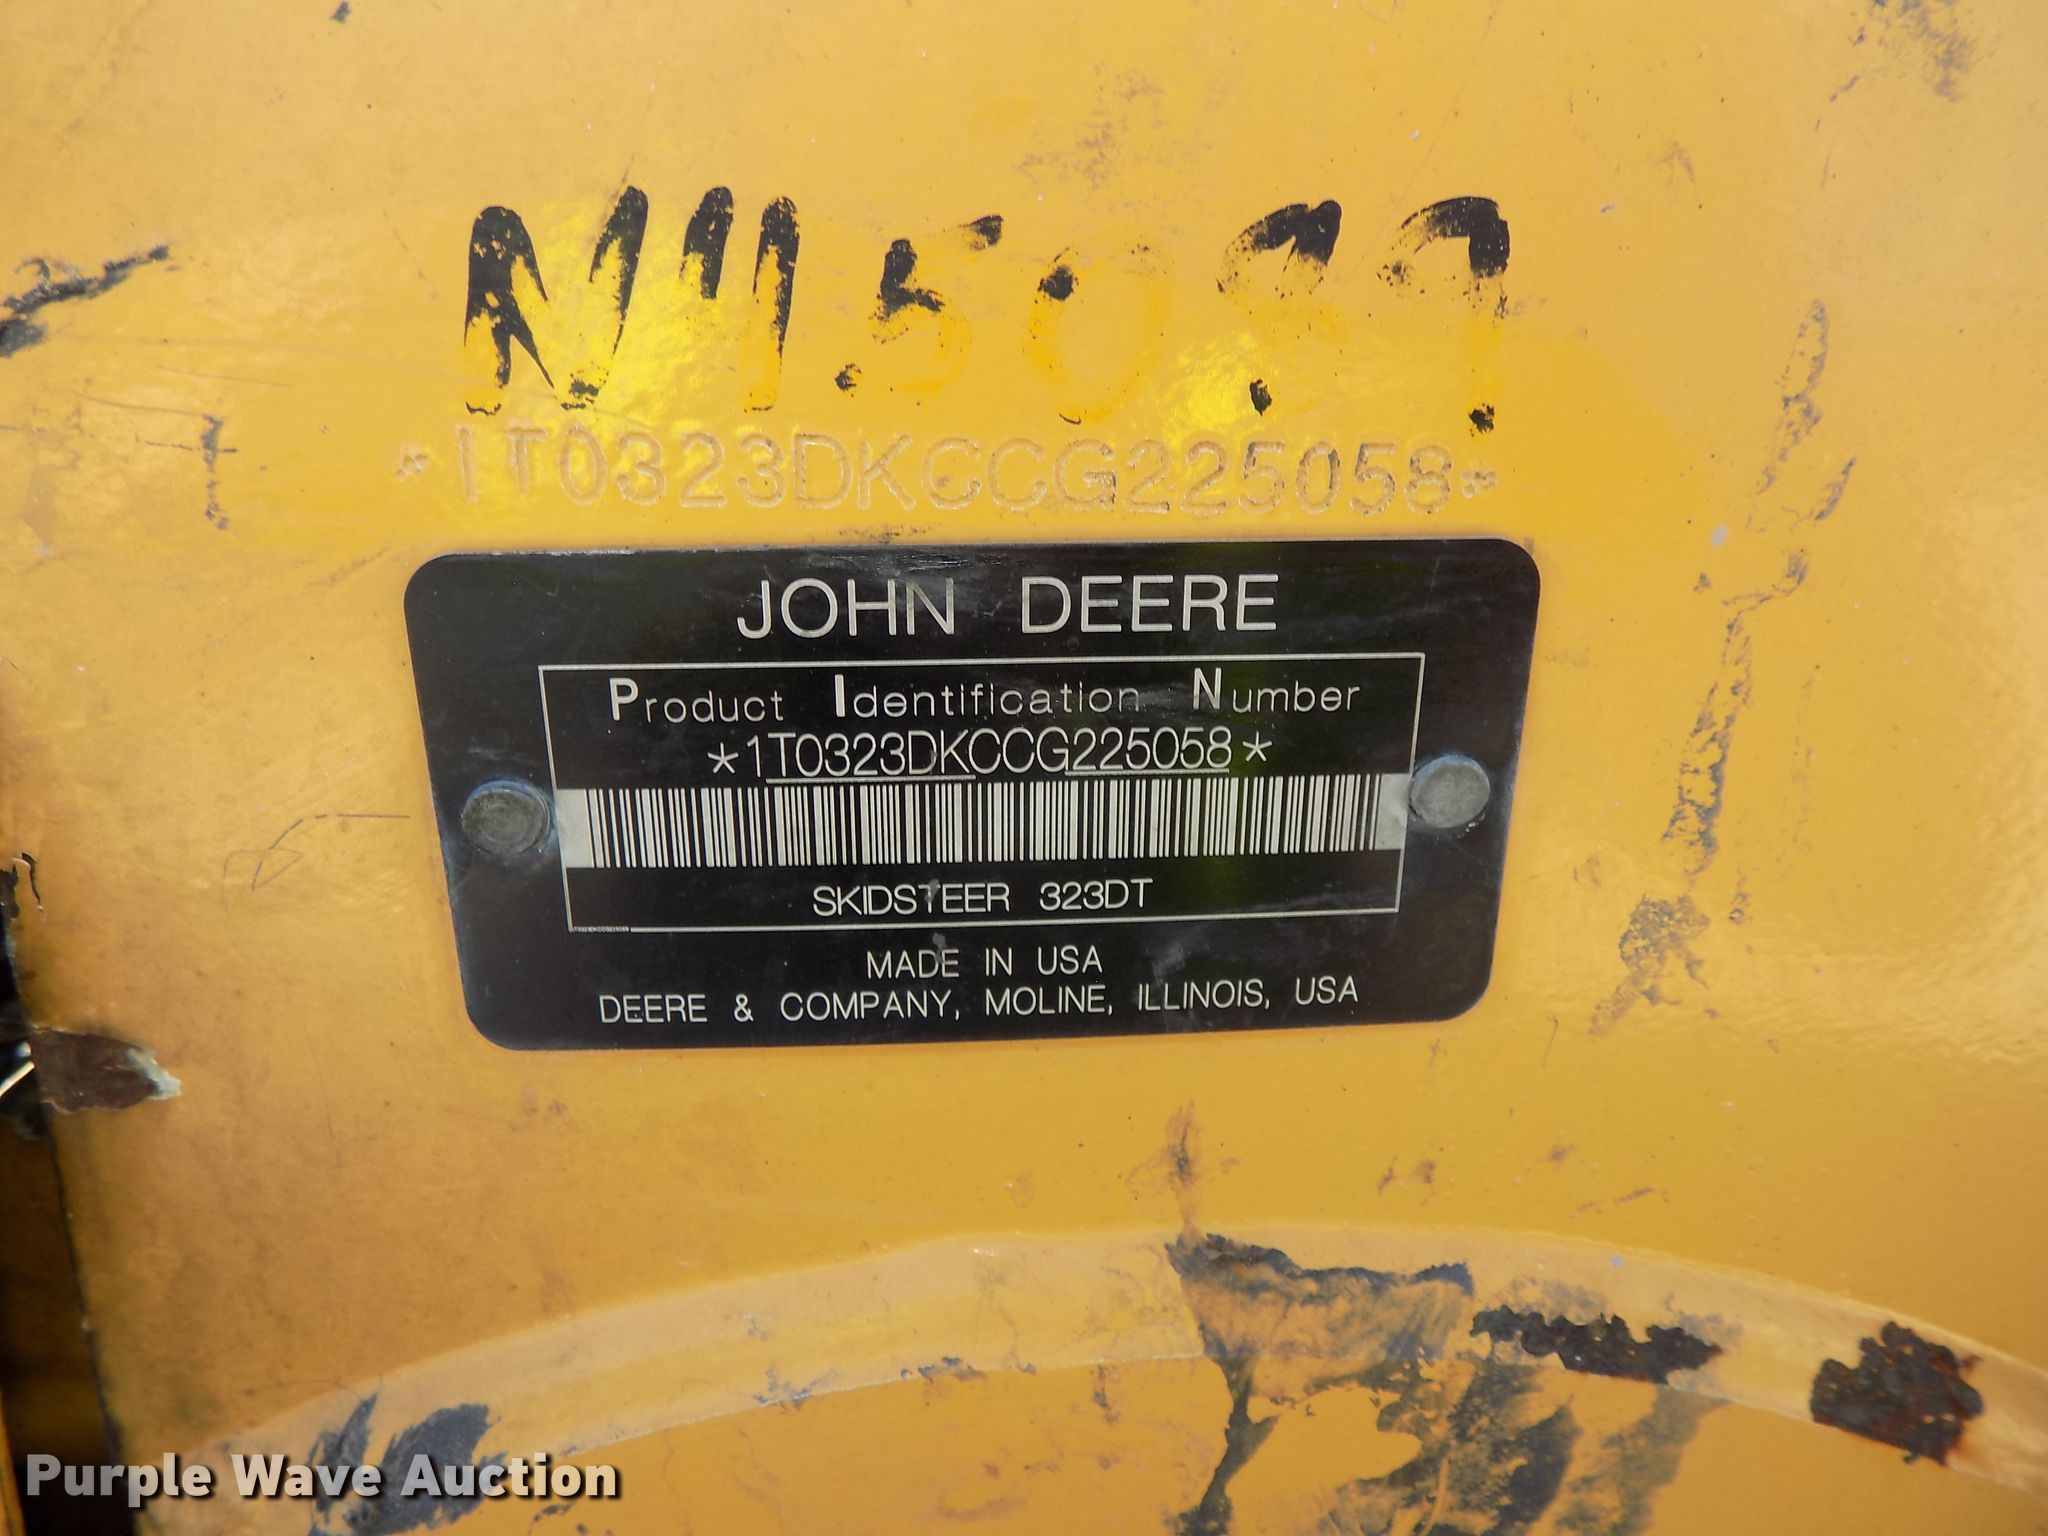 *1T0323DKCCG225058*
JOHN DEERE
Product Identification Number
*1T0323DKCCG225058*
SKIDSTEER 323DT
MADE IN USA
DEERE & COMPANY, MOLINE, ILLINOIS, USA
Purple Wave Auction